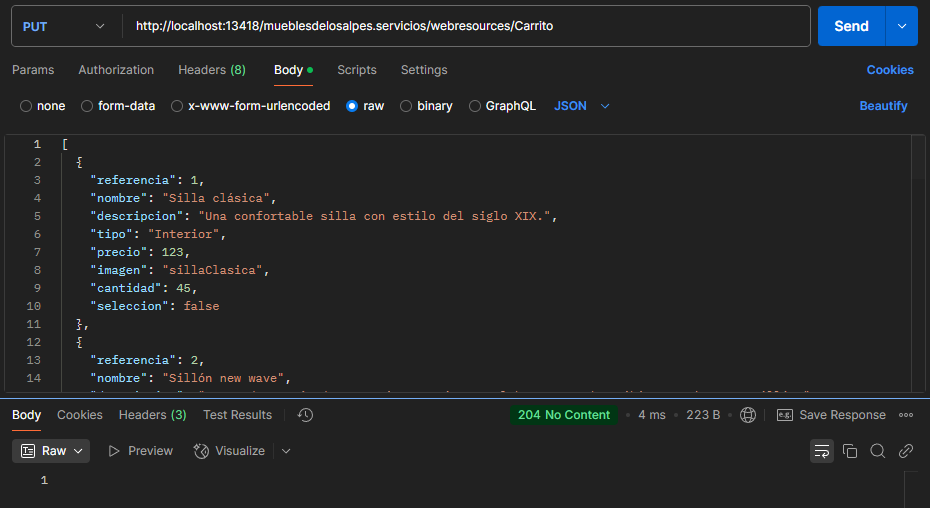 PUT http://localhost:13418/mueblesdelosalpes.servicios/webresources/Carrito Send
Params Authorization Headers (8) Body Scripts Settings Cookies
none form-data x-www-form-urlencoded raw binary GraphQL JSON Beautify
1 [
2 {
3 "referencia": 1,
4 "nombre": "Silla clásica",
5 "descripcion": "Una confortable silla con estilo del siglo XIX.",
6 "tipo": "Interior",
7 "precio": 123,
8 "imagen": "sillaClasica",
9 "cantidad": 45,
10 "seleccion": false
11 },
12 {
13 "referencia": 2,
14 "nombre": "Sillón new wave",
Body Cookies Headers (3) Test Results 204 No Content 4 ms 223 B e.g. Save Response
Raw Preview Visualize
1